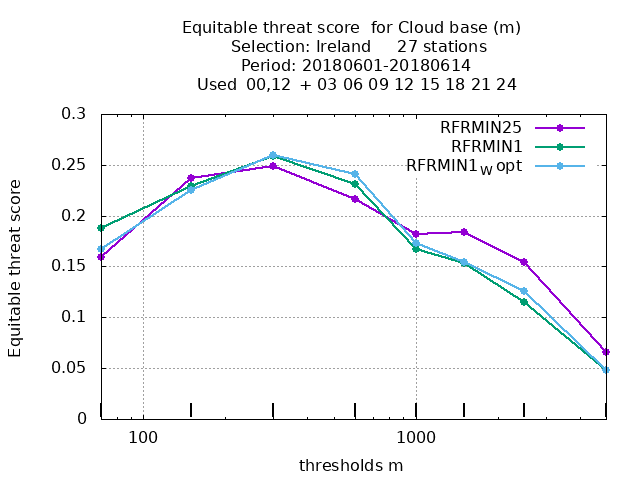 Equitable threat score  for Cloud base (m)
Selection: Ireland     27 stations
Period: 20180601-20180614
Used  00,12  + 03 06 09 12 15 18 21 24
RFRMIN25
RFRMIN1
RFRMIN1W opt
0.3
0.25
0.2
0.15
0.1
0.05
0
Equitable threat score
100
1000
thresholds m